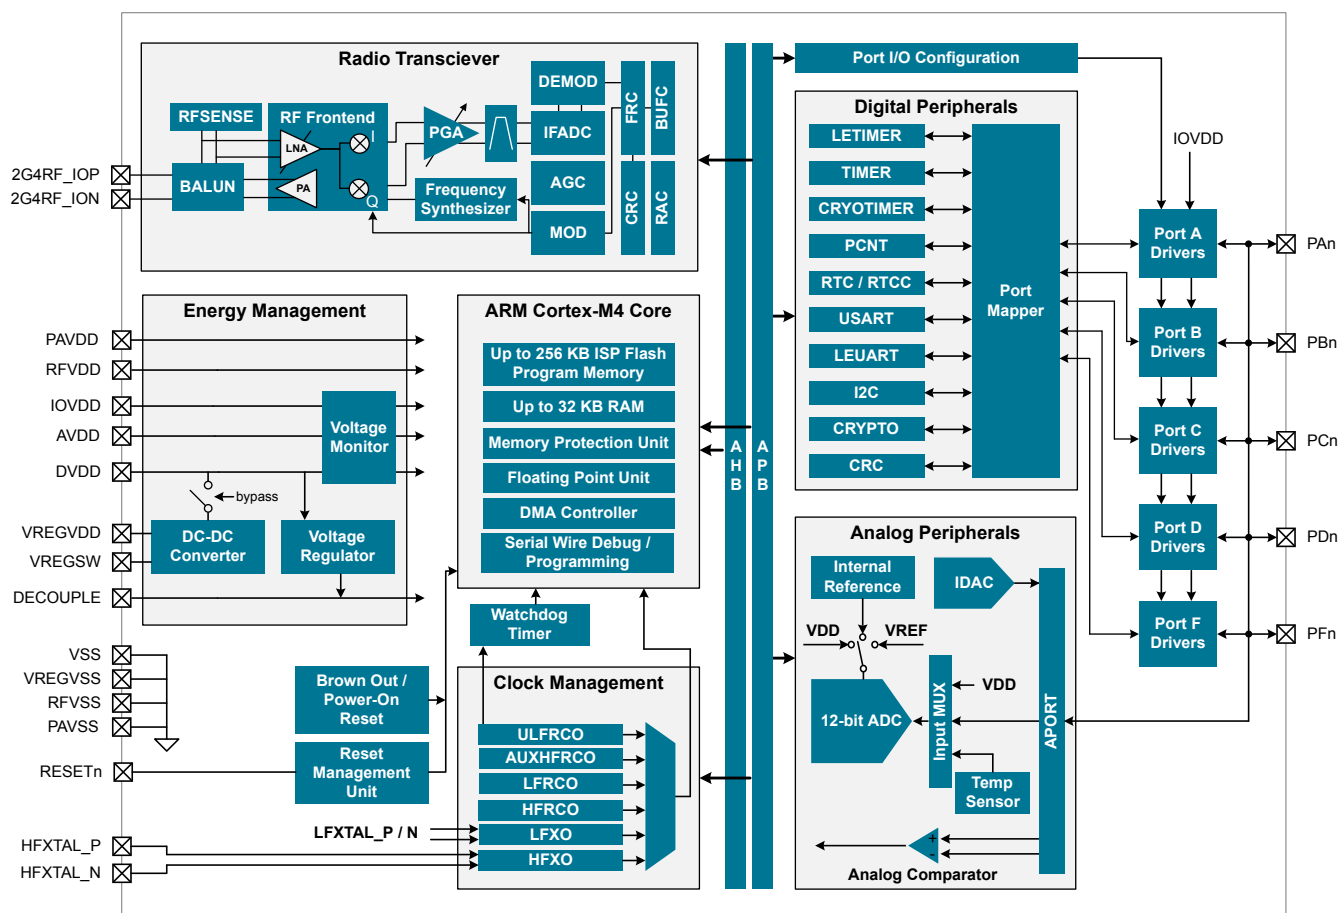 Radio Transciever
RFSENSE
RF Frontend
LNA
I
PA
Q
BALUN
PGA
DEMOD
IFADC
AGC
MOD
Frequency
Synthesizer
FRC
BUFC
CRC
RAC
2G4RF_IOP
2G4RF_ION
Energy Management
PAVDD
RFVDD
IOVDD
AVDD
DVDD
Voltage
Monitor
bypass
VREGVDD
VREGSW
DC-DC
Converter
Voltage
Regulator
DECOUPLE
VSS
VREGVSS
RFVSS
PAVSS
RESETn
HFXTAL_P
HFXTAL_N
Brown Out /
Power-On
Reset
Reset
Management
Unit
LFXTAL_P / N
ARM Cortex-M4 Core
Up to 256 KB ISP Flash
Program Memory
Up to 32 KB RAM
Memory Protection Unit
Floating Point Unit
DMA Controller
Serial Wire Debug /
Programming
Watchdog
Timer
Clock Management
ULFRCO
AUXHFRCO
LFRCO
HFRCO
LFXO
HFXO
AHB
APB
Port I/O Configuration
Digital Peripherals
LETIMER
TIMER
CRYOTIMER
PCNT
RTC / RTCC
USART
LEUART
I2C
CRYPTO
CRC
Port
Mapper
Analog Peripherals
Internal
Reference
IDAC
VDD
VREF
12-bit ADC
Input MUX
VDD
Temp
Sensor
APORT
+
-
Analog Comparator
IOVDD
Port A
Drivers
Port B
Drivers
Port C
Drivers
Port D
Drivers
Port F
Drivers
PAn
PBn
PCn
PDn
PFn